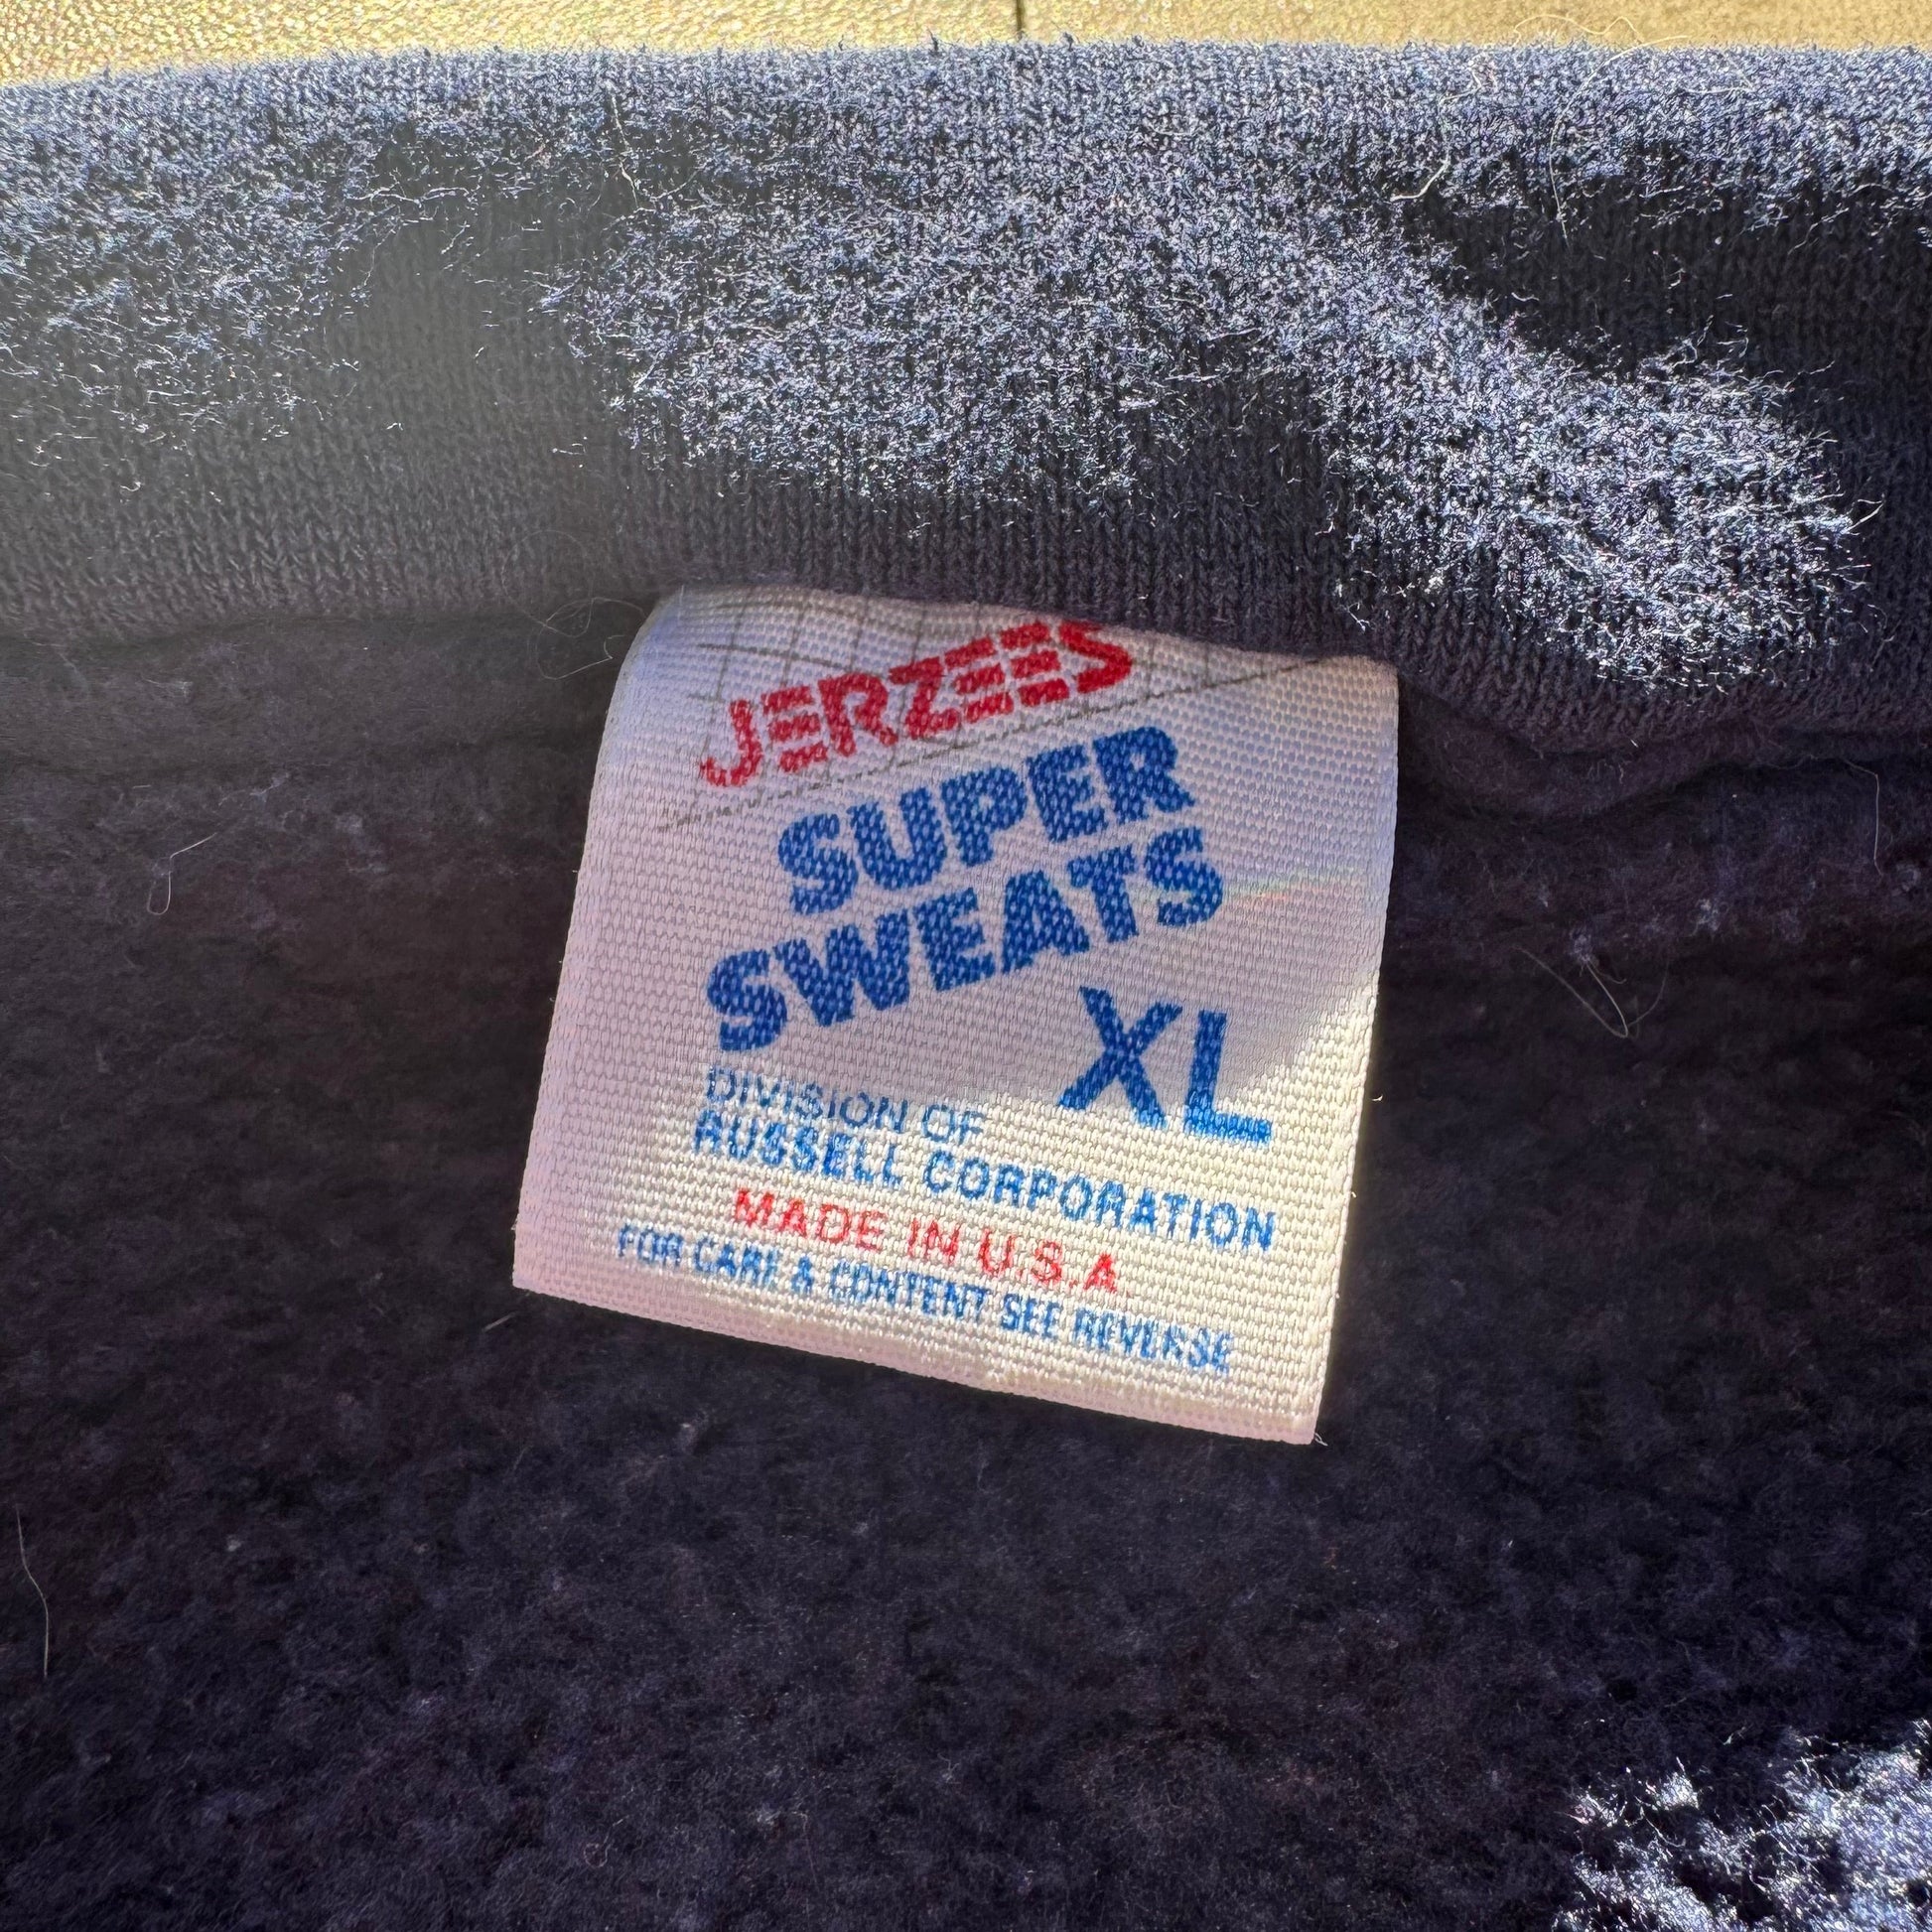 JERZEES
SUPER
SWEATS
XL
DIVISION OF
RUSSELL CORPORATION
MADE IN U.S.A.
FOR CARE & CONTENT SEE REVERSE